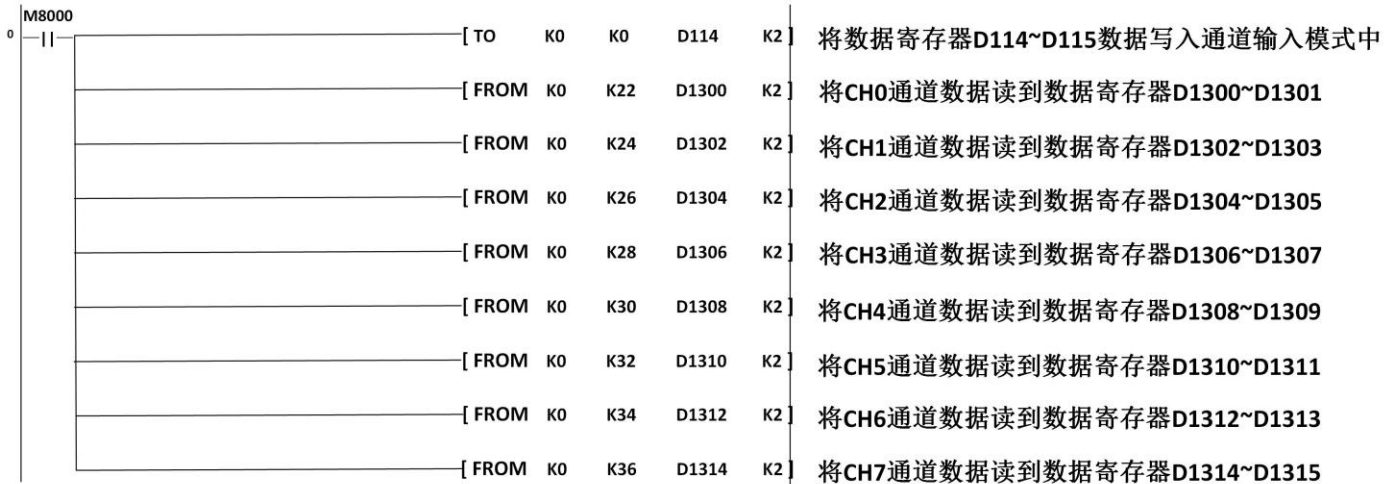 M8000
0 [ TO K0 K0 D114 K2 ] 将数据寄存器D114~D115数据写入通道输入模式中
[ FROM K0 K22 D1300 K2 ] 将CH0通道数据读到数据寄存器D1300~D1301
[ FROM K0 K24 D1302 K2 ] 将CH1通道数据读到数据寄存器D1302~D1303
[ FROM K0 K26 D1304 K2 ] 将CH2通道数据读到数据寄存器D1304~D1305
[ FROM K0 K28 D1306 K2 ] 将CH3通道数据读到数据寄存器D1306~D1307
[ FROM K0 K30 D1308 K2 ] 将CH4通道数据读到数据寄存器D1308~D1309
[ FROM K0 K32 D1310 K2 ] 将CH5通道数据读到数据寄存器D1310~D1311
[ FROM K0 K34 D1312 K2 ] 将CH6通道数据读到数据寄存器D1312~D1313
[ FROM K0 K36 D1314 K2 ] 将CH7通道数据读到数据寄存器D1314~D1315